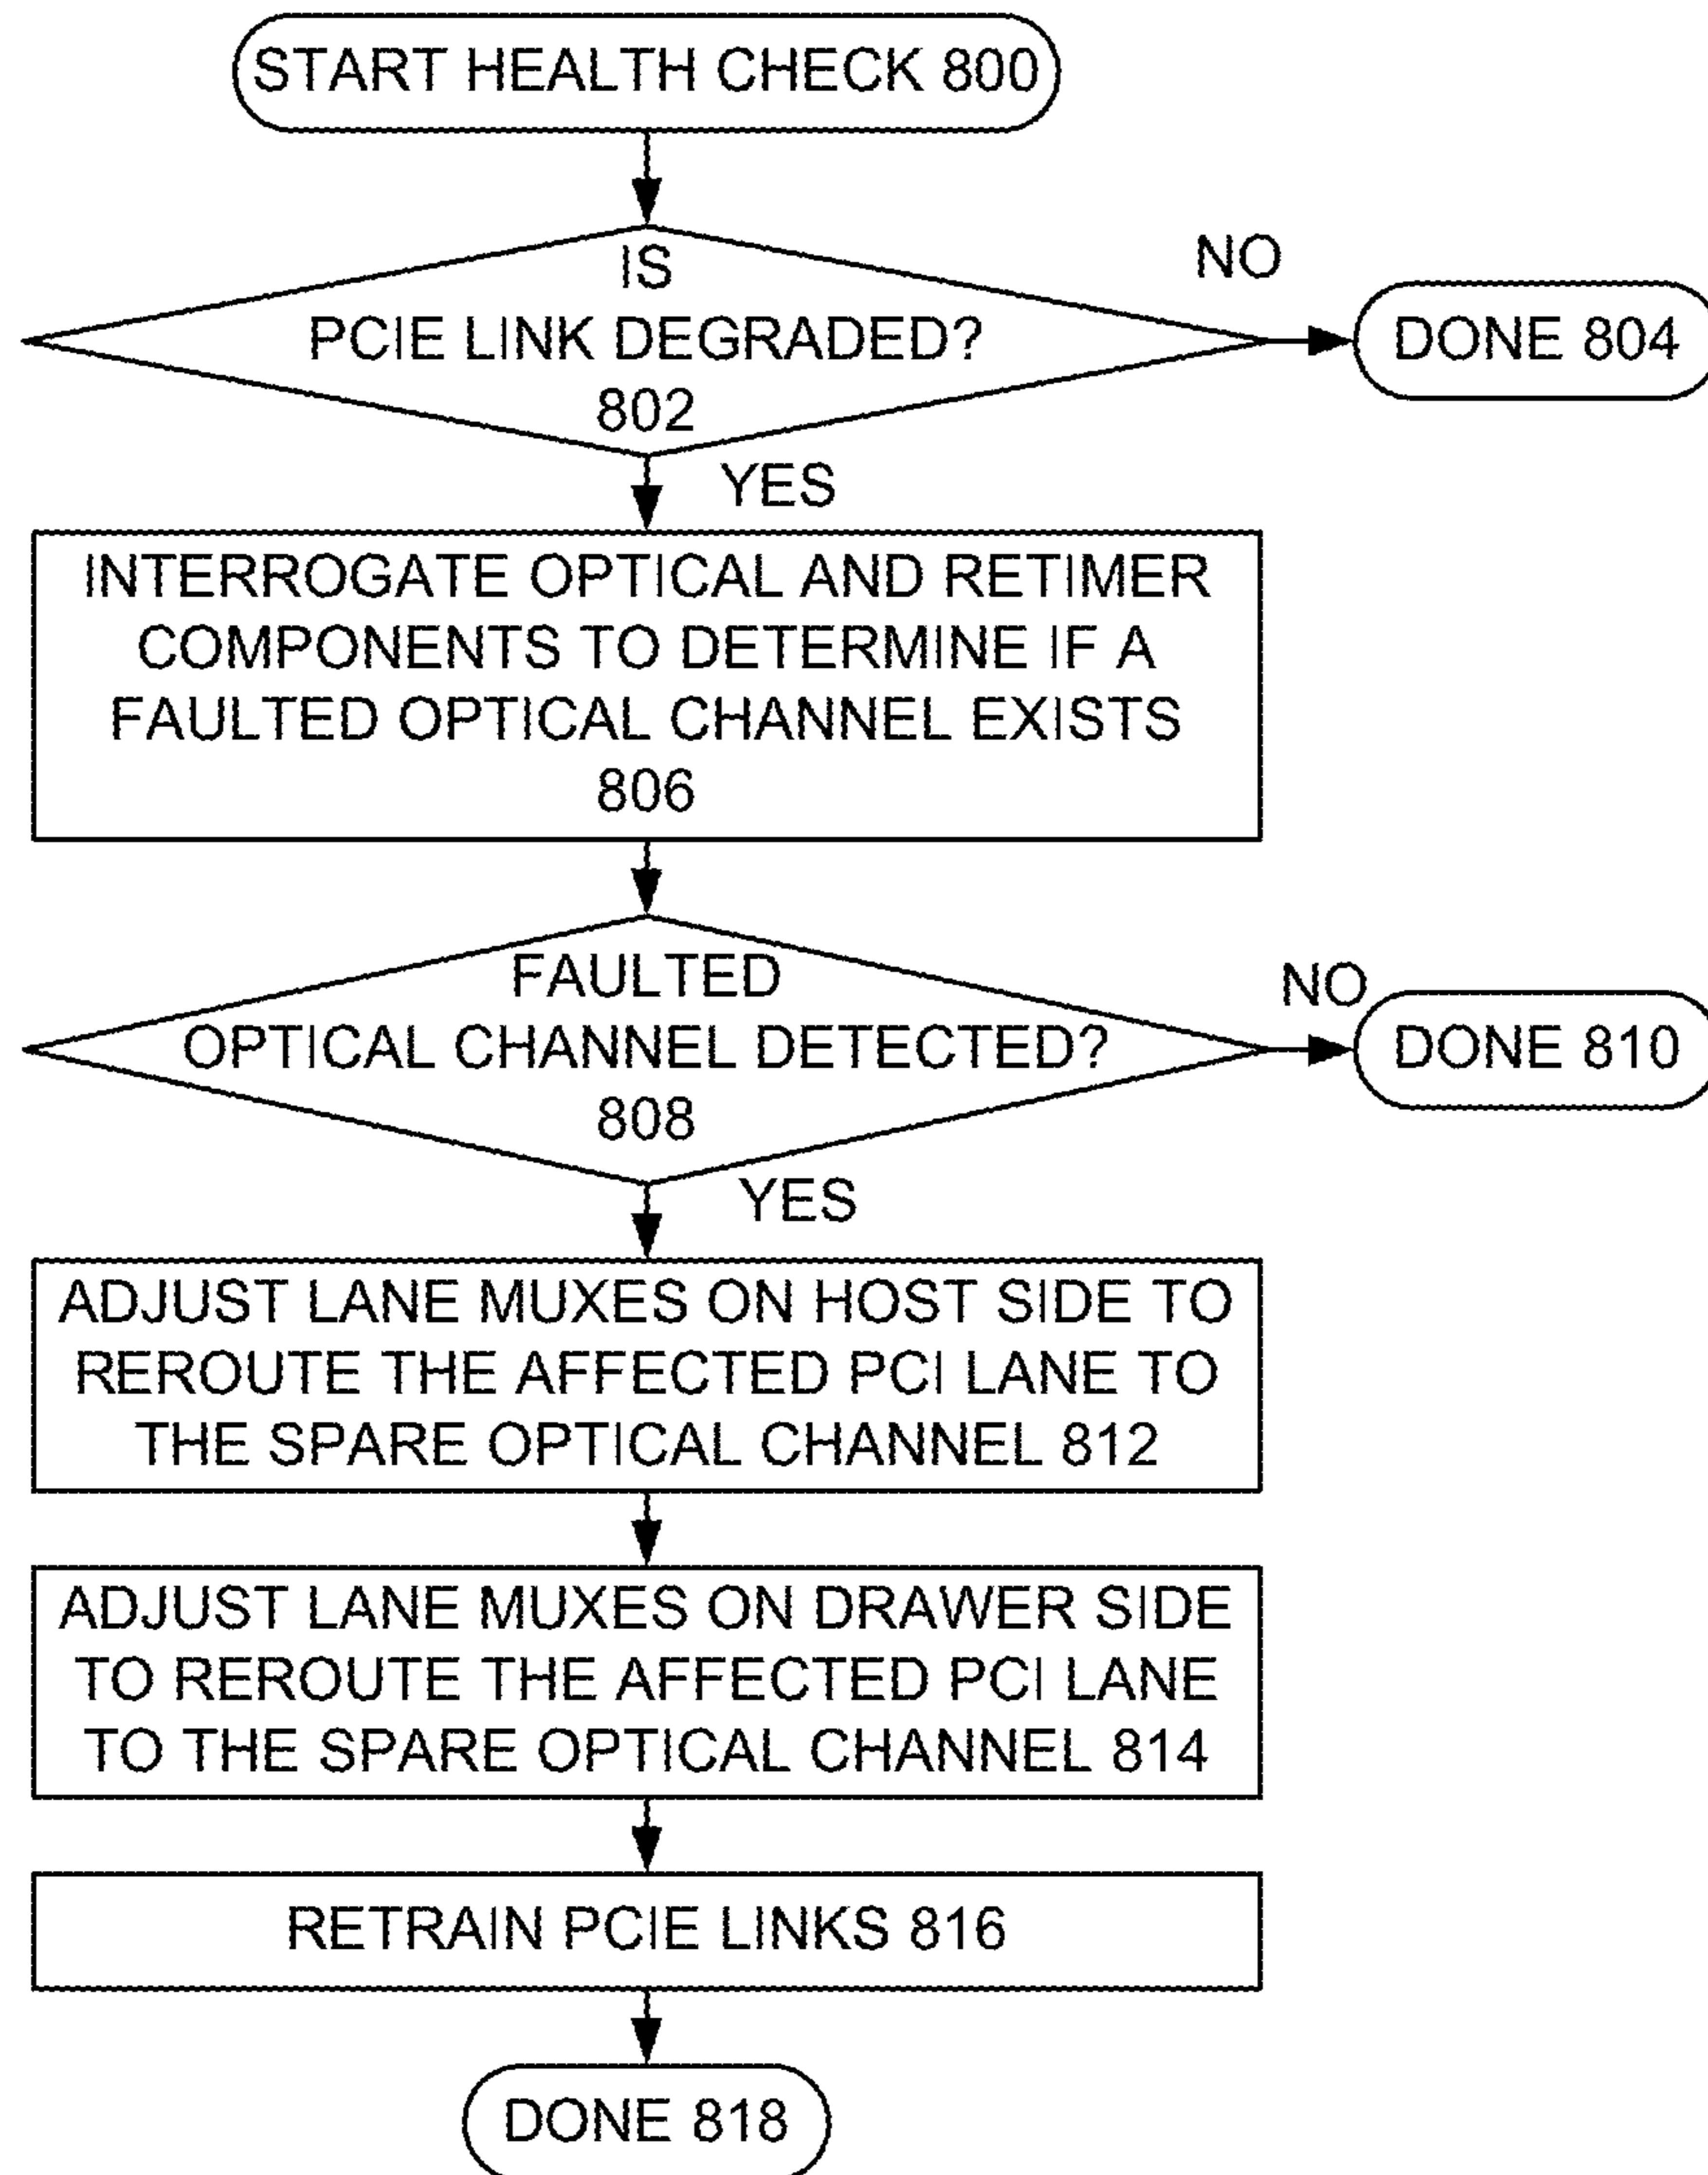 START HEALTH CHECK 800
IS
PCIE LINK DEGRADED?
802
NO
DONE 804
YES
INTERROGATE OPTICAL AND RETIMER
COMPONENTS TO DETERMINE IF A
FAULTED OPTICAL CHANNEL EXISTS
806
FAULTED
OPTICAL CHANNEL DETECTED?
808
NO
DONE 810
YES
ADJUST LANE MUXES ON HOST SIDE TO
REROUTE THE AFFECTED PCI LANE TO
THE SPARE OPTICAL CHANNEL 812
ADJUST LANE MUXES ON DRAWER SIDE
TO REROUTE THE AFFECTED PCI LANE
TO THE SPARE OPTICAL CHANNEL 814
RETRAIN PCIE LINKS 816
DONE 818